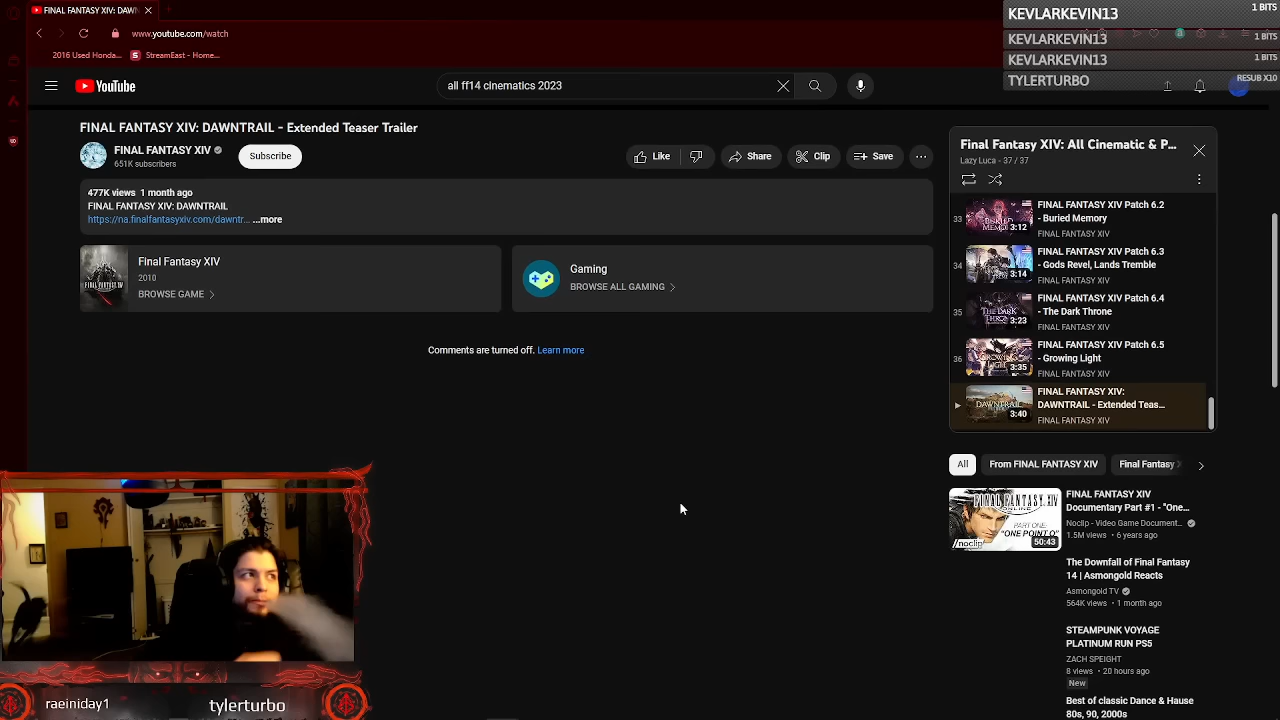 FINAL FANTASY XIV: DAWN
www.youtube.com/watch
2016 Used Honda...
StreamEast - Home...
KEVLARKEVIN13 1 BITS
KEVLARKEVIN13 1 BITS
KEVLARKEVIN13 1 BITS
TYLERTURBO RESUB X10
YouTube
all ff14 cinematics 2023
FINAL FANTASY XIV: DAWNTRAIL - Extended Teaser Trailer
FINAL FANTASY XIV
651K subscribers
Subscribe
Like
Share
Clip
Save
477K views 1 month ago
FINAL FANTASY XIV: DAWNTRAIL
https://na.finalfantasyxiv.com/dawntr... ...more
Final Fantasy XIV
2010
BROWSE GAME
Gaming
BROWSE ALL GAMING
Comments are turned off. Learn more
Final Fantasy XIV: All Cinematic & P...
Lazy Luca - 37 / 37
33
FINAL FANTASY XIV Patch 6.2
- Buried Memory
3:12
FINAL FANTASY XIV
34
FINAL FANTASY XIV Patch 6.3
- Gods Revel, Lands Tremble
3:14
FINAL FANTASY XIV
35
FINAL FANTASY XIV Patch 6.4
- The Dark Throne
3:23
FINAL FANTASY XIV
36
FINAL FANTASY XIV Patch 6.5
- Growing Light
3:35
FINAL FANTASY XIV
FINAL FANTASY XIV:
DAWNTRAIL - Extended Teas...
DAWNTRAIL
3:40
FINAL FANTASY XIV
All
From FINAL FANTASY XIV
Final Fantasy
FINAL FANTASY XIV
Documentary Part #1 - "One...
Noclip - Video Game Document...
1.5M views • 6 years ago
PART ONE:
"ONE POINT O"
/noclip
50:43
The Downfall of Final Fantasy
14 | Asmongold Reacts
Asmongold TV
564K views • 1 month ago
STEAMPUNK VOYAGE
PLATINUM RUN PS5
ZACH SPEIGHT
8 views • 20 hours ago
New
Best of classic Dance & Hause
80s, 90, 2000s
raeiniday1
tylerturbo